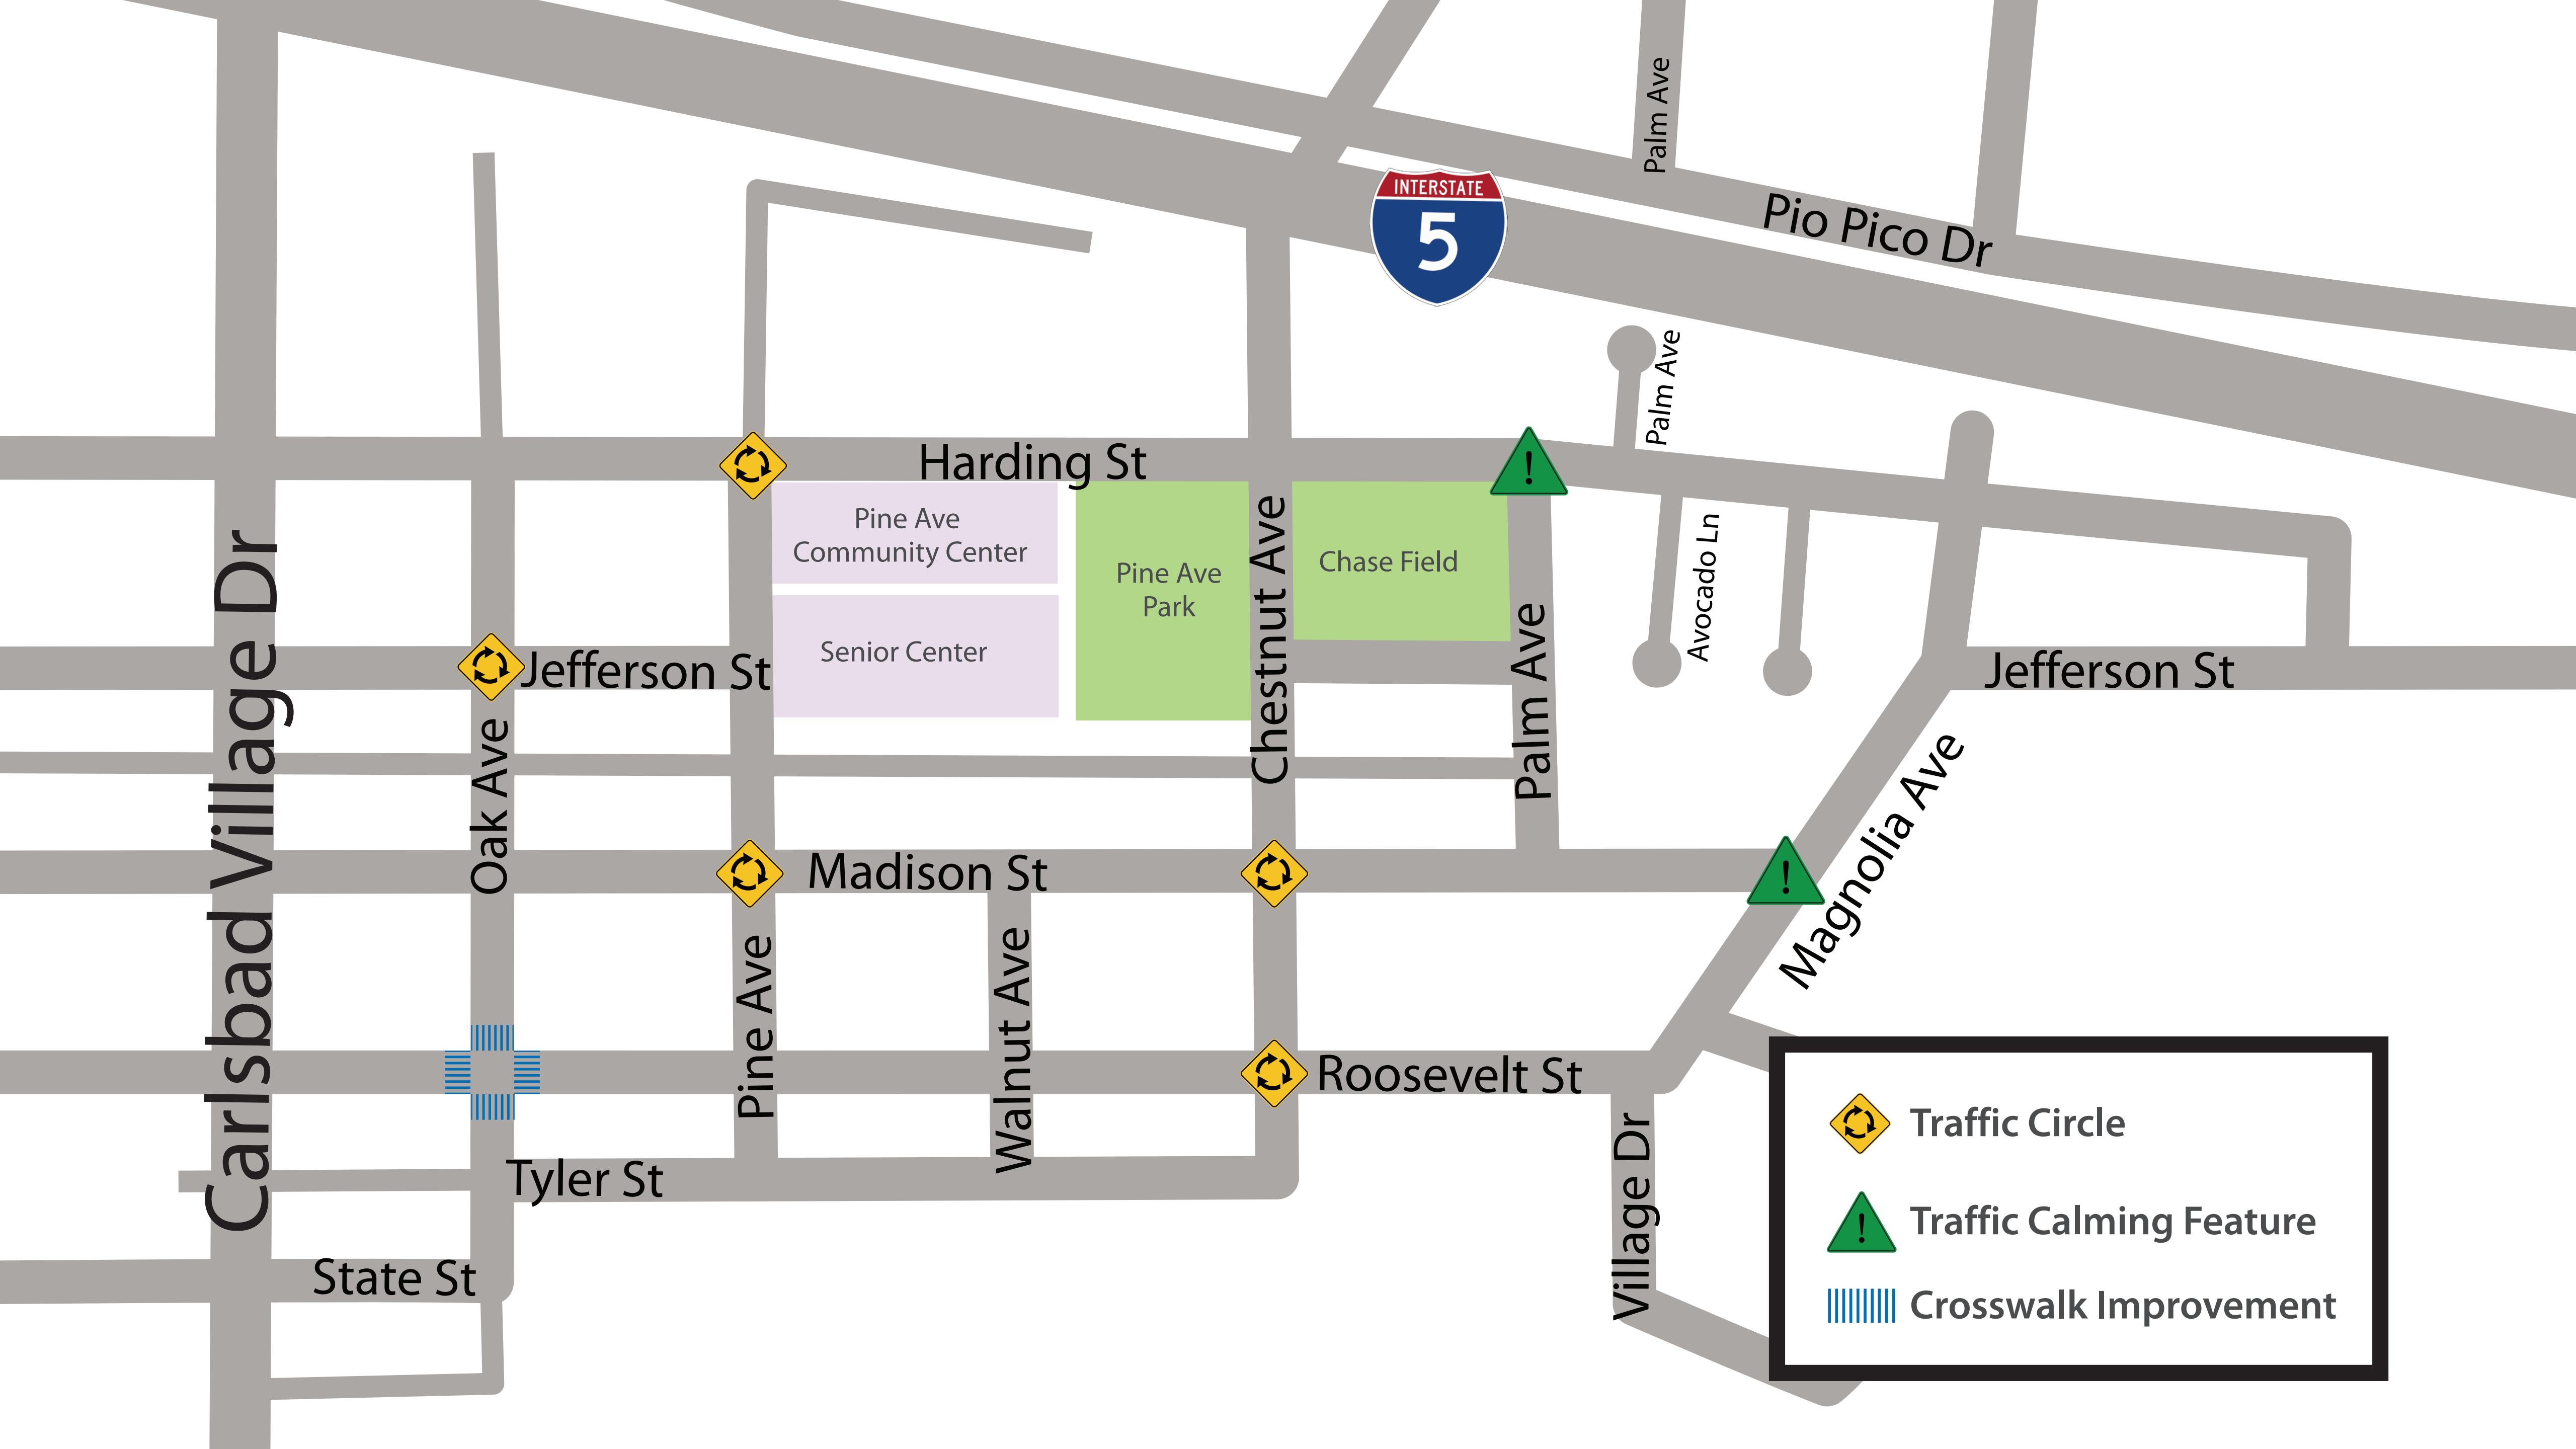 Palm Ave
INTERSTATE
5
Pio Pico Dr
Palm Ave
Harding St
!
Pine Ave
Community Center
Pine Ave
Park
Chestnut Ave
Chase Field
Avocado Ln
Carlsbad Village Dr
Senior Center
Jefferson St
Palm Ave
Jefferson St
Oak Ave
Magnolia Ave
Madison St
!
Pine Ave
Walnut Ave
Roosevelt St
Village Dr
Tyler St
State St
Traffic Circle
!
Traffic Calming Feature
Crosswalk Improvement